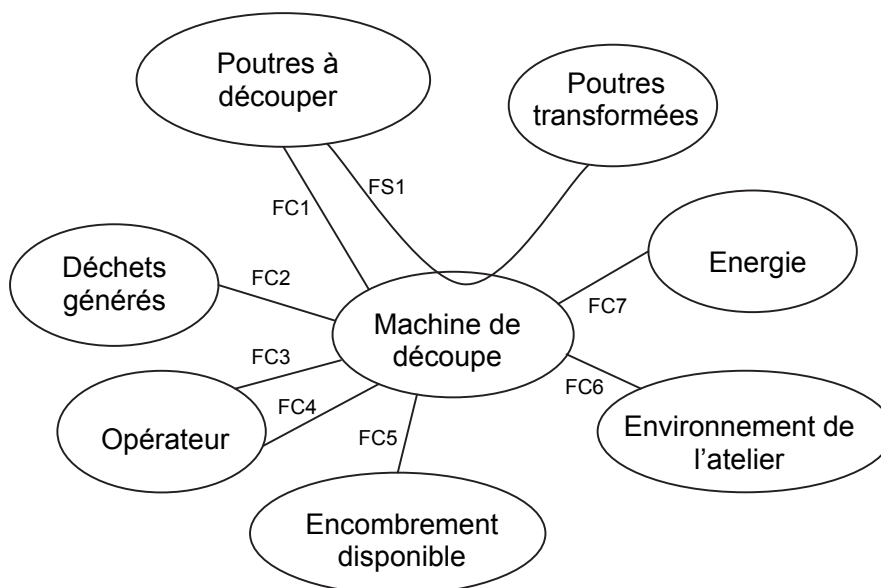 Poutres à
découper
Poutres
transformées
FS1
FC1
Déchets
générés
FC2
Energie
FC7
Machine de
découpe
FC3
FC4
Opérateur
FC5
FC6
Environnement de
l’atelier
Encombrement
disponible